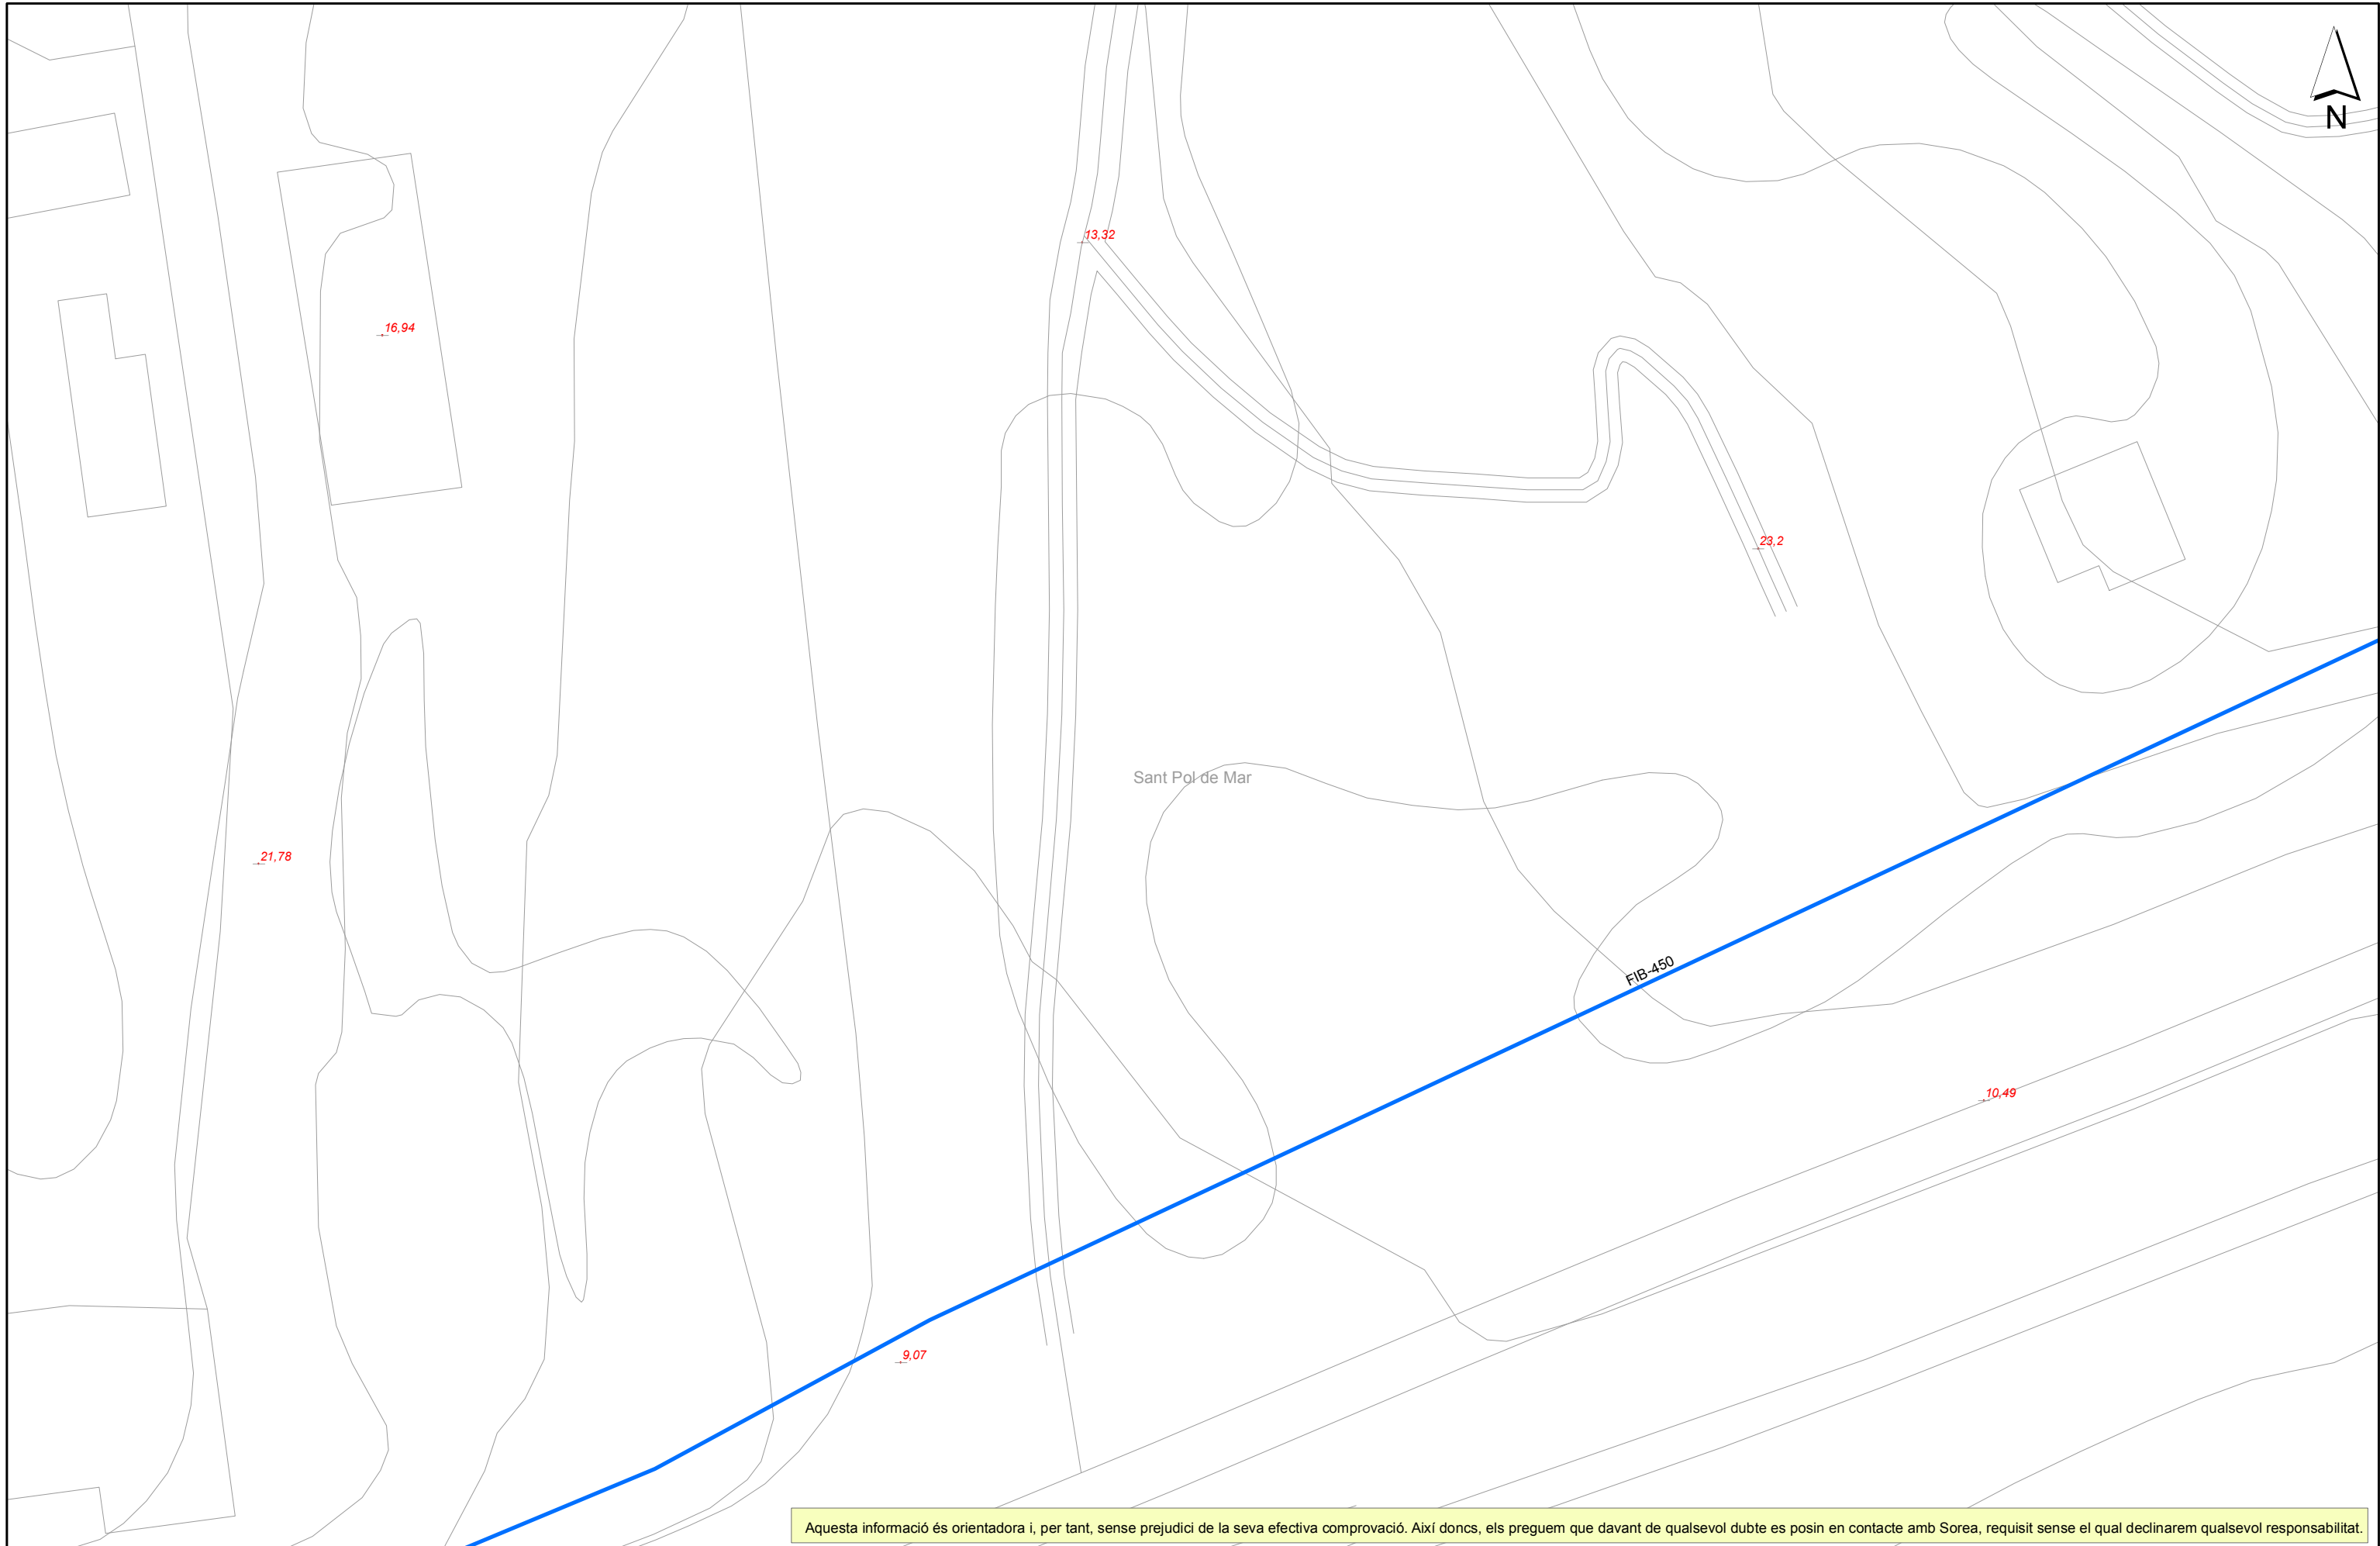 N
13,32
16,94
23,2
Sant Pol de Mar
21,78
FIB-450
10,49
9,07
Aquesta informació és orientadora i, per tant, sense prejudici de la seva efectiva comprovació. Així doncs, els preguem que davant de qualsevol dubte es posin en contacte amb Sorea, requisit sense el qual declinarem qualsevol responsabilitat.